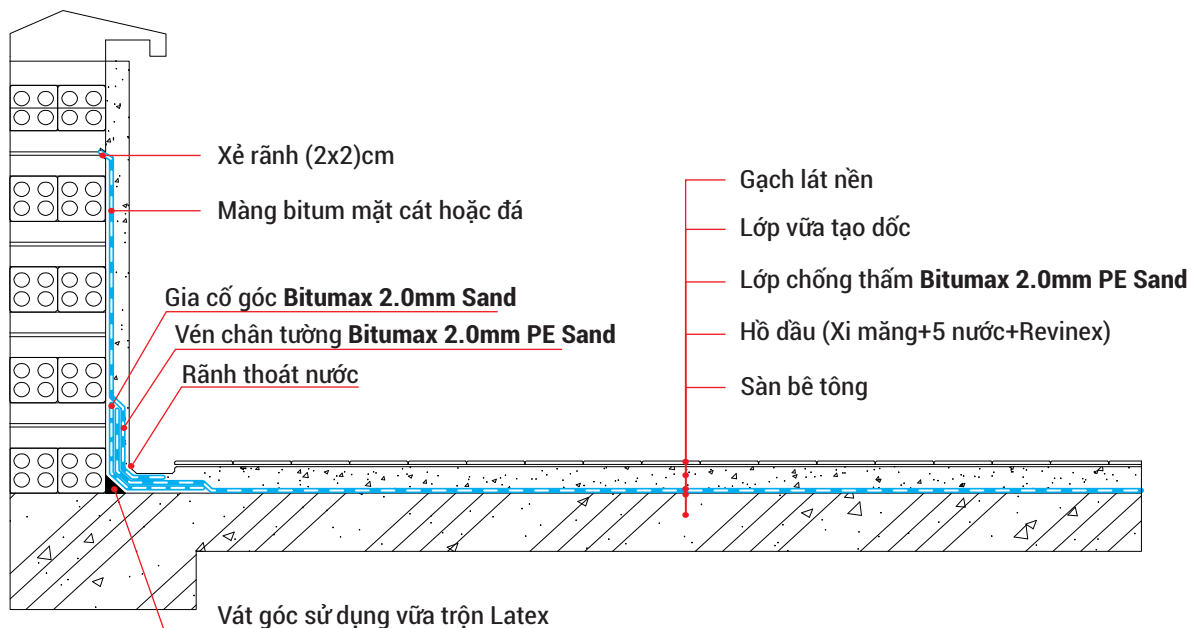 Xẻ rãnh (2x2)cm
Màng bitum mặt cát hoặc đá
Gia cố góc Bitumax 2.0mm Sand
Vén chân tường Bitumax 2.0mm PE Sand
Rãnh thoát nước
Gạch lát nền
Lớp vữa tạo dốc
Lớp chống thấm Bitumax 2.0mm PE Sand
Hồ dầu (Xi măng+5 nước+Revinex)
Sàn bê tông
Vát góc sử dụng vữa trộn Latex